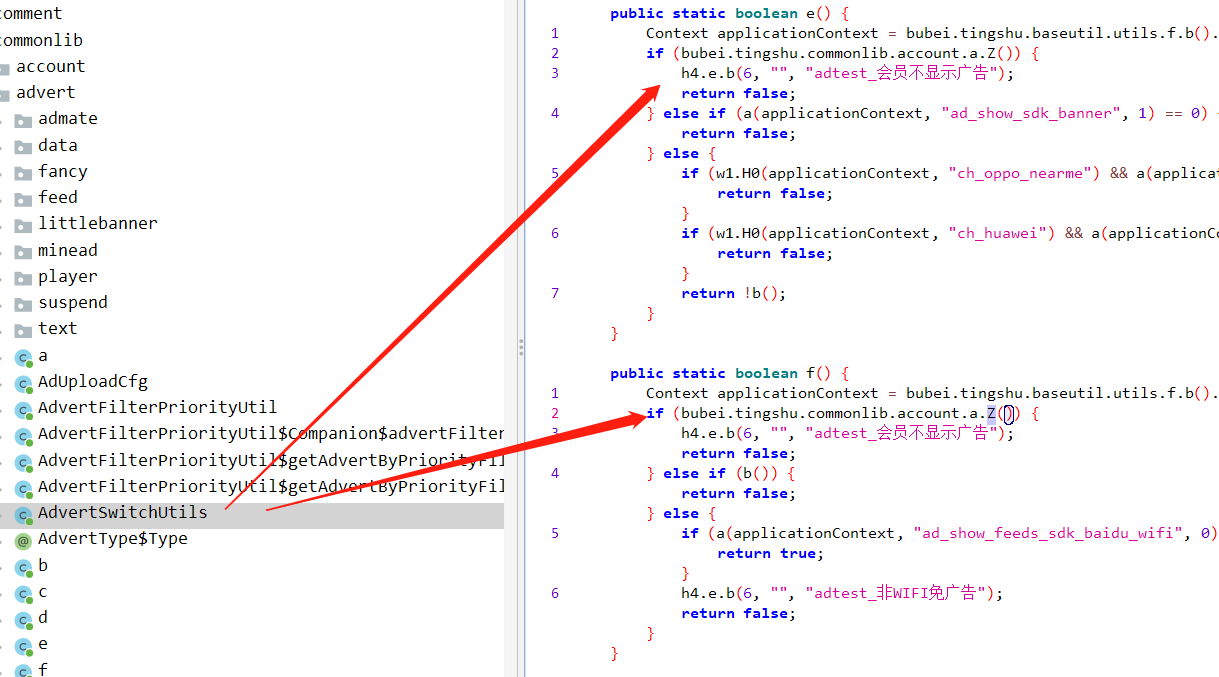 comment
commonlib
account
advert
admate
data
fancy
feed
littlebanner
minead
player
suspend
text
a
AdUploadCfg
AdvertFilterPriorityUtil
AdvertFilterPriorityUtil$Companion$advertFilter
AdvertFilterPriorityUtil$getAdvertByPriorityFil
AdvertFilterPriorityUtil$getAdvertByPriorityFil
AdvertSwitchUtils
AdvertType$Type
b
c
d
e
f
public static boolean e() {
1 Context applicationContext = bubei.tingshu.baseutil.utils.f.b().
2 if (bubei.tingshu.commonlib.account.a.Z()) {
3 h4.e.b(6, "", "adtest_会员不显示广告");
return false;
4 } else if (a(applicationContext, "ad_show_sdk_banner", 1) == 0) {
return false;
} else {
5 if (w1.H0(applicationContext, "ch_oppo_nearme") && a(applicat
return false;
}
6 if (w1.H0(applicationContext, "ch_huawei") && a(applicationCo
return false;
}
7 return !b();
}
}
public static boolean f() {
1 Context applicationContext = bubei.tingshu.baseutil.utils.f.b().
2 if (bubei.tingshu.commonlib.account.a.Z()) {
3 h4.e.b(6, "", "adtest_会员不显示广告");
return false;
4 } else if (b()) {
return false;
} else {
5 if (a(applicationContext, "ad_show_feeds_sdk_baidu_wifi", 0)
return true;
}
6 h4.e.b(6, "", "adtest_非WIFI免广告");
return false;
}
}